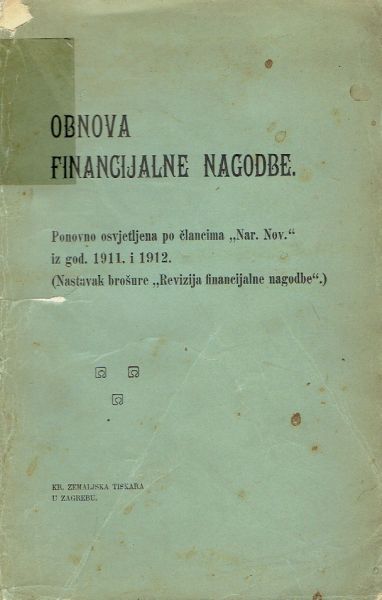 OBNOVA
FINANCIJALNE NAGODBE.
Ponovno osvjetljena po člancima „Nar. Nov.“
iz god. 1911. i 1912.
(Nastavak brošure „Revizija financijalne nagodbe“.)
KR. ZEMALJSKA TISKARA
U ZAGREBU.